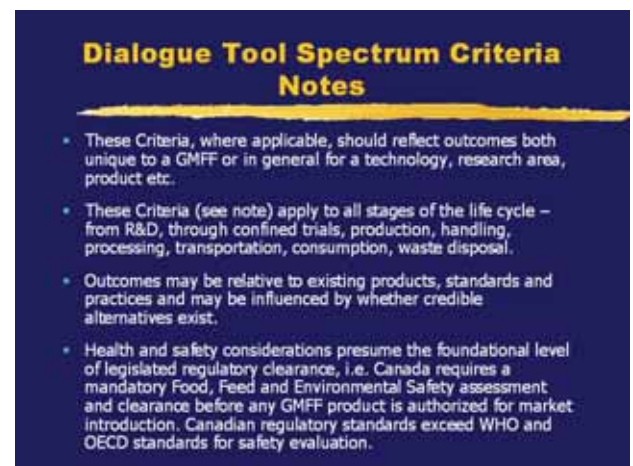 Dialogue Tool Spectrum Criteria
Notes
• These Criteria, where applicable, should reflect outcomes both
unique to a GMFF or in general for a technology, research area,
product etc.
• These Criteria (see note) apply to all stages of the life cycle –
from R&D, through confined trials, production, handling,
processing, transportation, consumption, waste disposal.
• Outcomes may be relative to existing products, standards and
practices and may be influenced by whether credible
alternatives exist.
• Health and safety considerations presume the foundational level
of legislated regulatory clearance, i.e. Canada requires a
mandatory Food, Feed and Environmental Safety assessment
and clearance before any GMFF product is authorized for market
introduction. Canadian regulatory standards exceed WHO and
OECD standards for safety evaluation.